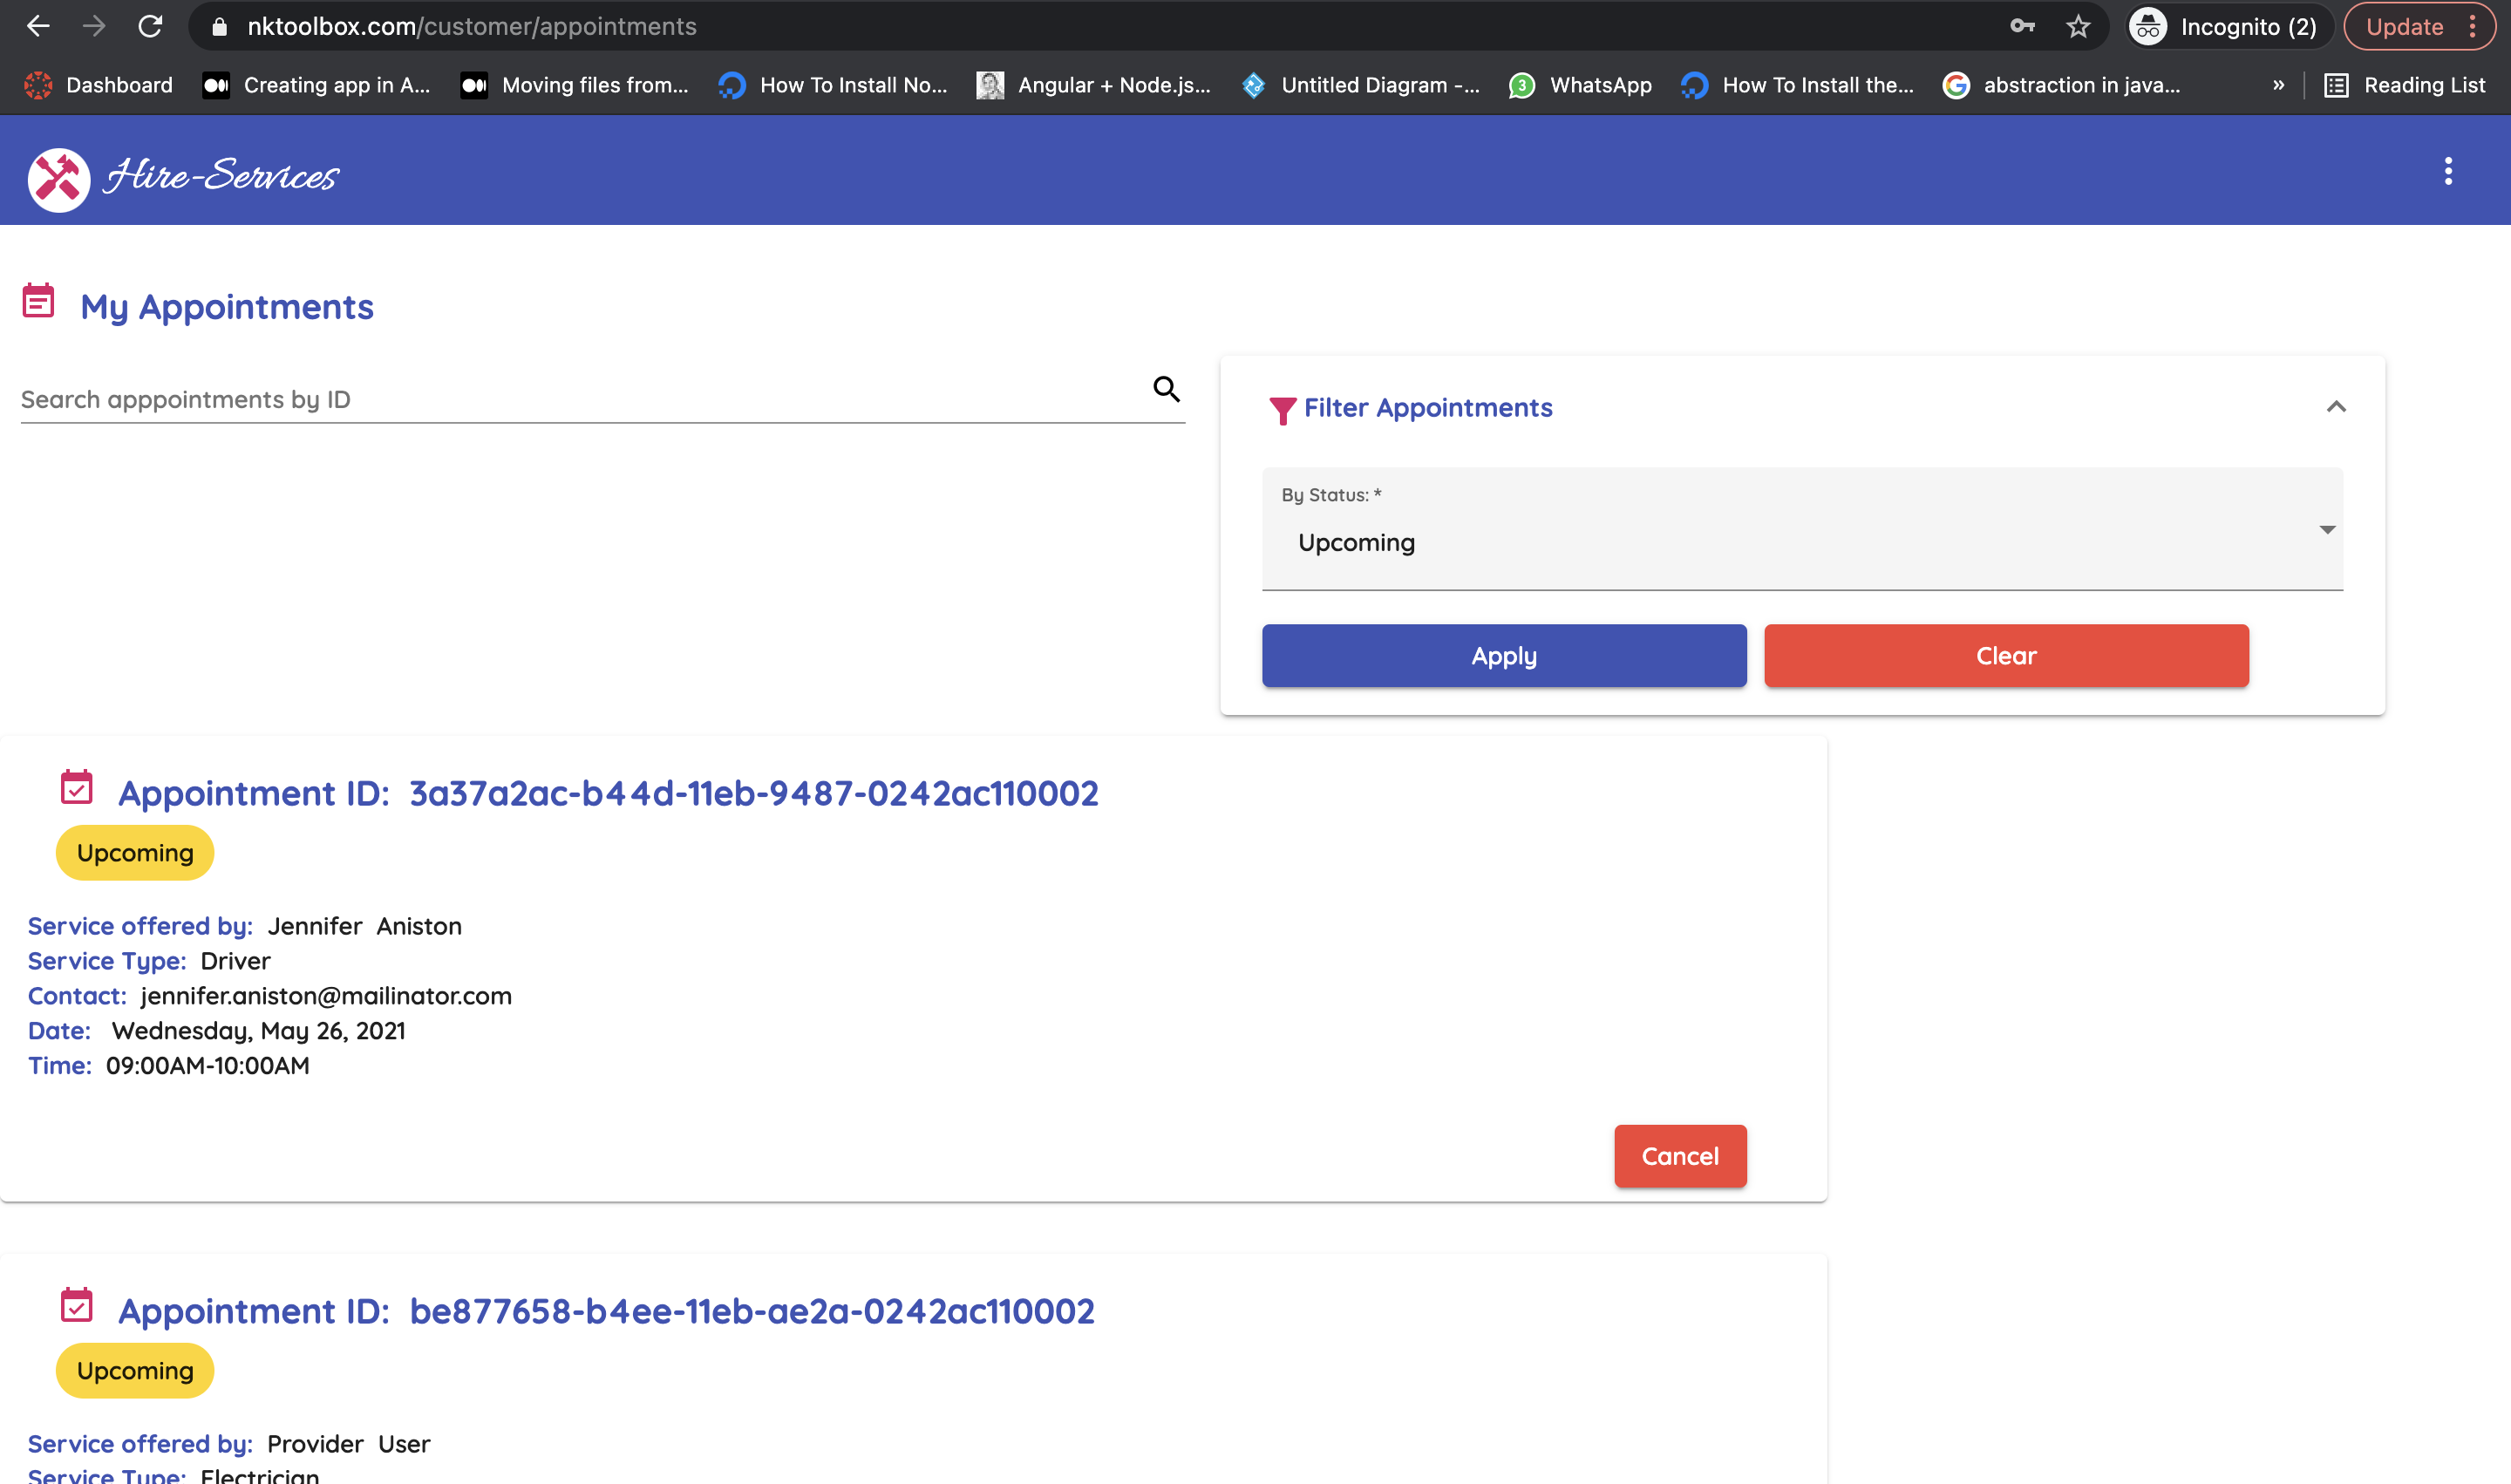 nktoolbox.com/customer/appointments
Incognito (2)
Update
Dashboard
Creating app in A...
Moving files from...
How To Install No...
Angular + Node.js...
Untitled Diagram -...
3
WhatsApp
How To Install the...
abstraction in java...
»
Reading List
Hire-Services
My Appointments
Search apppointments by ID
Filter Appointments
By Status: *
Upcoming
Apply
Clear
Appointment ID: 3a37a2ac-b44d-11eb-9487-0242ac110002
Upcoming
Service offered by: Jennifer Aniston
Service Type: Driver
Contact: jennifer.aniston@mailinator.com
Date: Wednesday, May 26, 2021
Time: 09:00AM-10:00AM
Cancel
Appointment ID: be877658-b4ee-11eb-ae2a-0242ac110002
Upcoming
Service offered by: Provider User
Service Type: Electrician